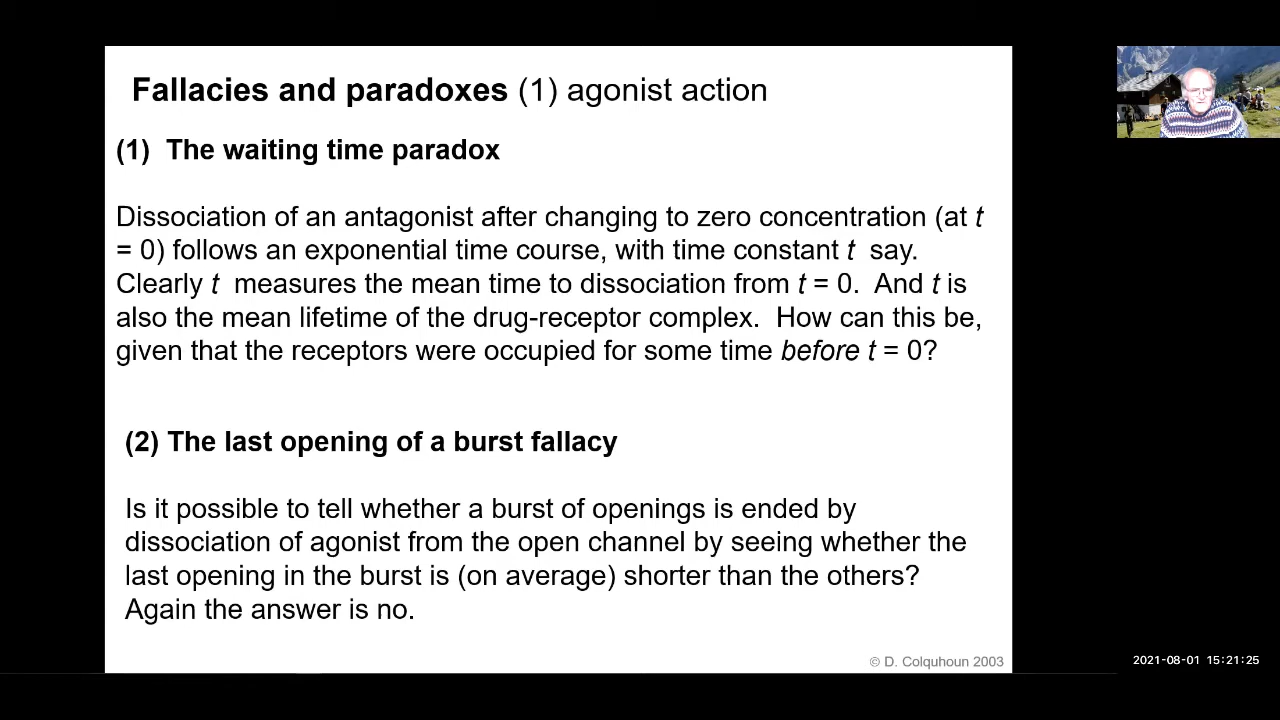 Fallacies and paradoxes (1) agonist action
(1) The waiting time paradox
Dissociation of an antagonist after changing to zero concentration (at t
= 0) follows an exponential time course, with time constant t say.
Clearly t measures the mean time to dissociation from t = 0. And t is
also the mean lifetime of the drug-receptor complex. How can this be,
given that the receptors were occupied for some time before t = 0?
(2) The last opening of a burst fallacy
Is it possible to tell whether a burst of openings is ended by
dissociation of agonist from the open channel by seeing whether the
last opening in the burst is (on average) shorter than the others?
Again the answer is no.
© D. Colquhoun 2003
2021-08-01 15:21:25